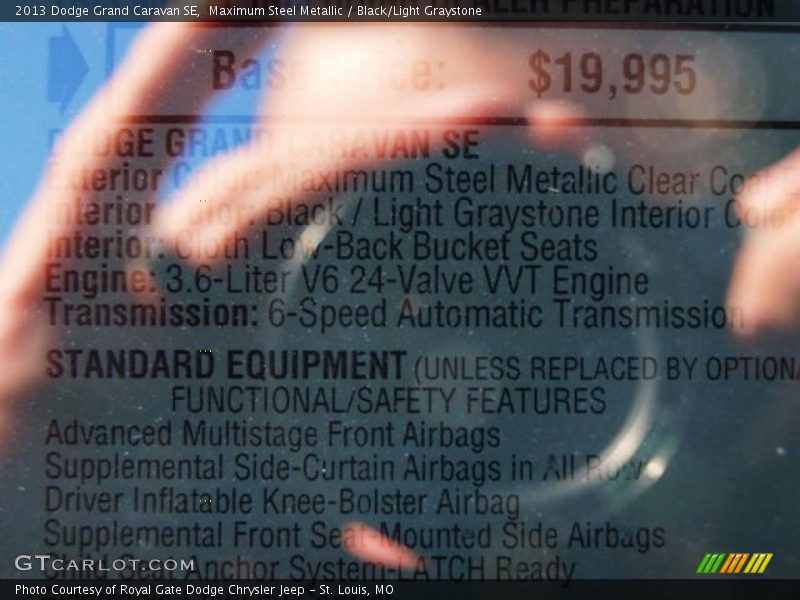 2013 Dodge Grand Caravan SE, Maximum Steel Metallic / Black/Light Graystone
PREPARATION
Base Price: $19,995
DODGE GRAND CARAVAN SE
Exterior Color: Maximum Steel Metallic Clear Coat
Interior Color: Black / Light Graystone Interior Color
Interior: Cloth Low-Back Bucket Seats
Engine: 3.6-Liter V6 24-Valve VVT Engine
Transmission: 6-Speed Automatic Transmission
STANDARD EQUIPMENT (UNLESS REPLACED BY OPTIONA
FUNCTIONAL/SAFETY FEATURES
Advanced Multistage Front Airbags
Supplemental Side-Curtain Airbags in All Rows
Driver Inflatable Knee-Bolster Airbag
Supplemental Front Seat-Mounted Side Airbags
Child Seat Anchor System-LATCH Ready
GTCARLOT.COM
Photo Courtesy of Royal Gate Dodge Chrysler Jeep – St. Louis, MO